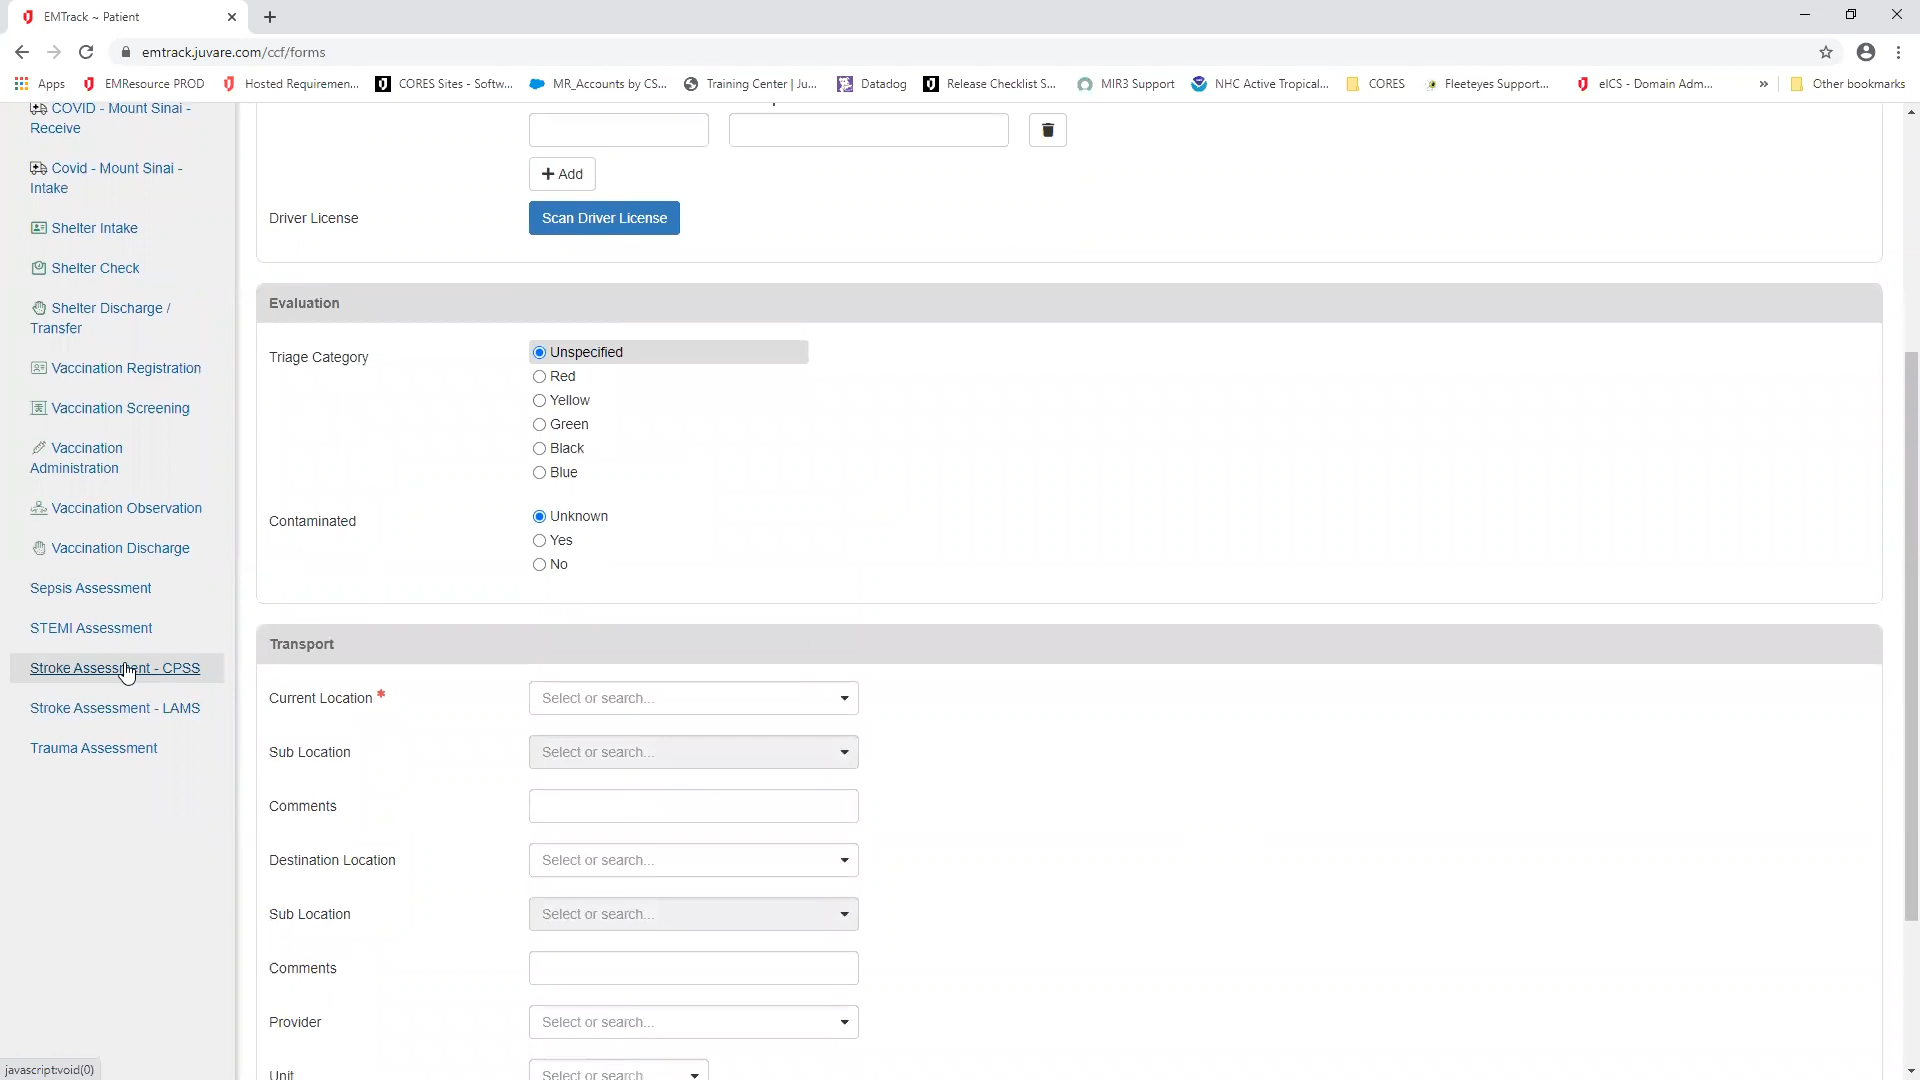 EMTrack ~ Patient
emtrack.juvare.com/ccf/forms
Apps
EMResource PROD
Hosted Requiremen...
CORES Sites - Softw...
MR_Accounts by CS...
Training Center | Ju...
Datadog
Release Checklist S...
MIR3 Support
NHC Active Tropical...
CORES
Fleeteyes Support...
eICS - Domain Adm...
»
Other bookmarks
COVID - Mount Sinai -
Receive
Covid - Mount Sinai -
Intake
Shelter Intake
Shelter Check
Shelter Discharge /
Transfer
Vaccination Registration
Vaccination Screening
Vaccination
Administration
Vaccination Observation
Vaccination Discharge
Sepsis Assessment
STEMI Assessment
Stroke Assessment - CPSS
Stroke Assessment - LAMS
Trauma Assessment
+ Add
Driver License
Scan Driver License
Evaluation
Triage Category
Unspecified
Red
Yellow
Green
Black
Blue
Contaminated
Unknown
Yes
No
Transport
Current Location *
Select or search...
Sub Location
Select or search...
Comments
Destination Location
Select or search...
Sub Location
Select or search...
Comments
Provider
Select or search...
Unit
Select or search...
javascript:void(0)